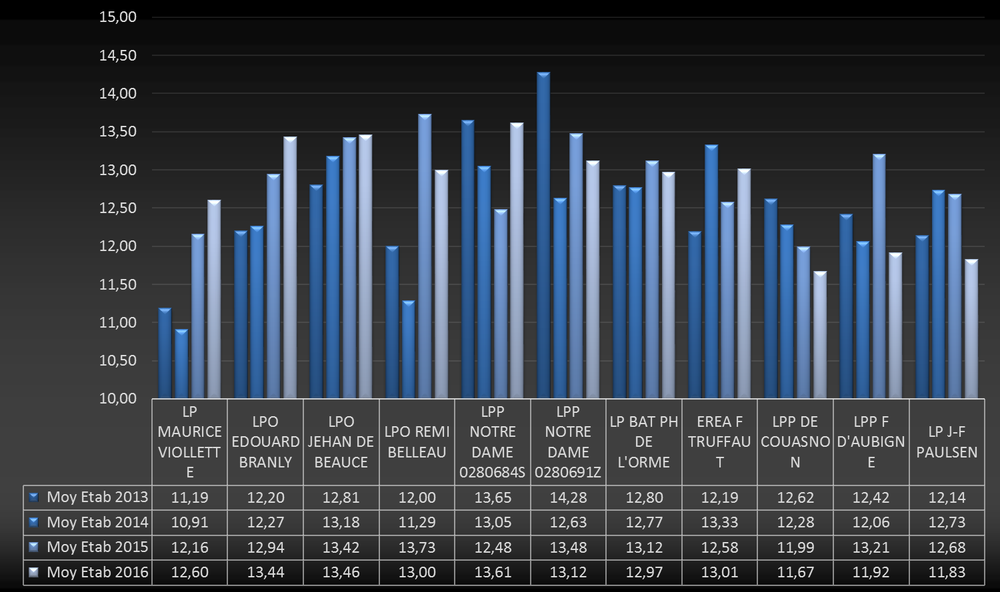 15,00
14,50
14,00
13,50
13,00
12,50
12,00
11,50
11,00
10,50
10,00
LP
MAURICE
VIOLLETT
E
LPO
EDOUARD
BRANLY
LPO
JEHAN DE
BEAUCE
LPO REMI
BELLEAU
LPP
NOTRE
DAME
0280684S
LPP
NOTRE
DAME
0280691Z
LP BAT PH
DE
L'ORME
EREA F
TRUFFAU
T
LPP DE
COUASNO
N
LPP F
D'AUBIGN
E
LP J-F
PAULSEN
Moy Etab 2013 11,19 12,20 12,81 12,00 13,65 14,28 12,80 12,19 12,62 12,42 12,14
Moy Etab 2014 10,91 12,27 13,18 11,29 13,05 12,63 12,77 13,33 12,28 12,06 12,73
Moy Etab 2015 12,16 12,94 13,42 13,73 12,48 13,48 13,12 12,58 11,99 13,21 12,68
Moy Etab 2016 12,60 13,44 13,46 13,00 13,61 13,12 12,97 13,01 11,67 11,92 11,83